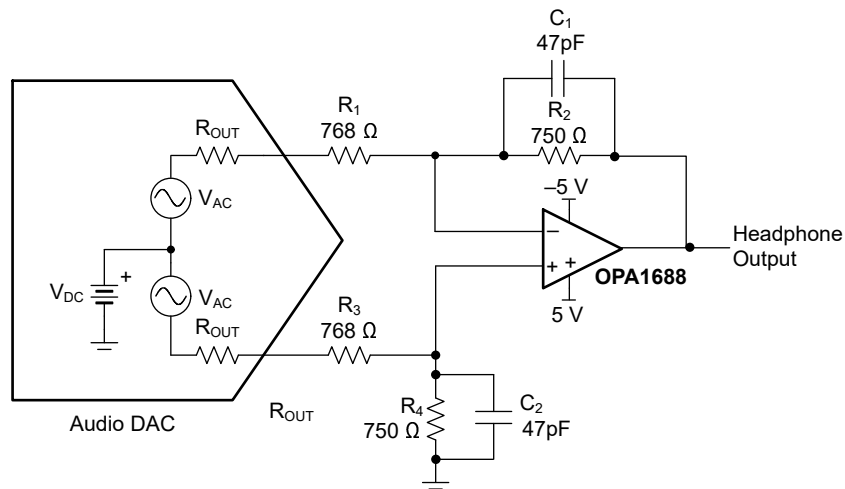 C1
47pF
R1
768 Ω
R2
750 Ω
ROUT
VAC
–5 V
–
+
+
OPA1688
5 V
Headphone
Output
VDC
+
VAC
ROUT
R3
768 Ω
ROUT
R4
750 Ω
C2
47pF
Audio DAC